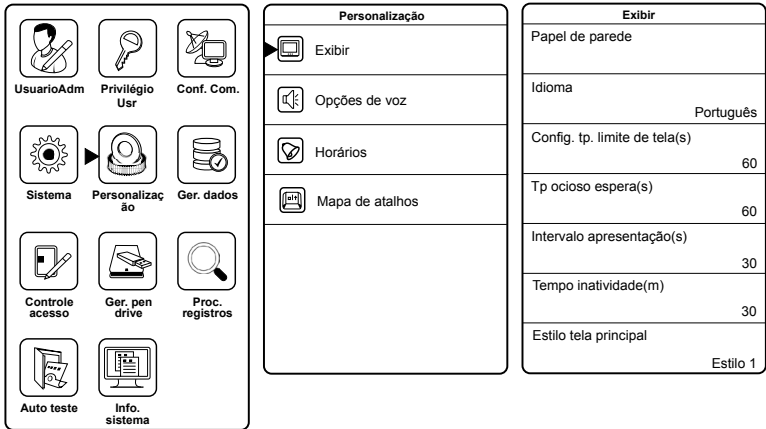 UsuarioAdm
Privilégio
Usr
Conf. Com.
Sistema
Personalizaç
ão
Ger. dados
Controle
acesso
Ger. pen
drive
Proc.
registros
Auto teste
Info.
sistema
Personalização
Exibir
Opções de voz
Horários
alt
Mapa de atalhos
Exibir
Papel de parede
Idioma
Português
Config. tp. limite de tela(s)
60
Tp ocioso espera(s)
60
Intervalo apresentação(s)
30
Tempo inatividade(m)
30
Estilo tela principal
Estilo 1